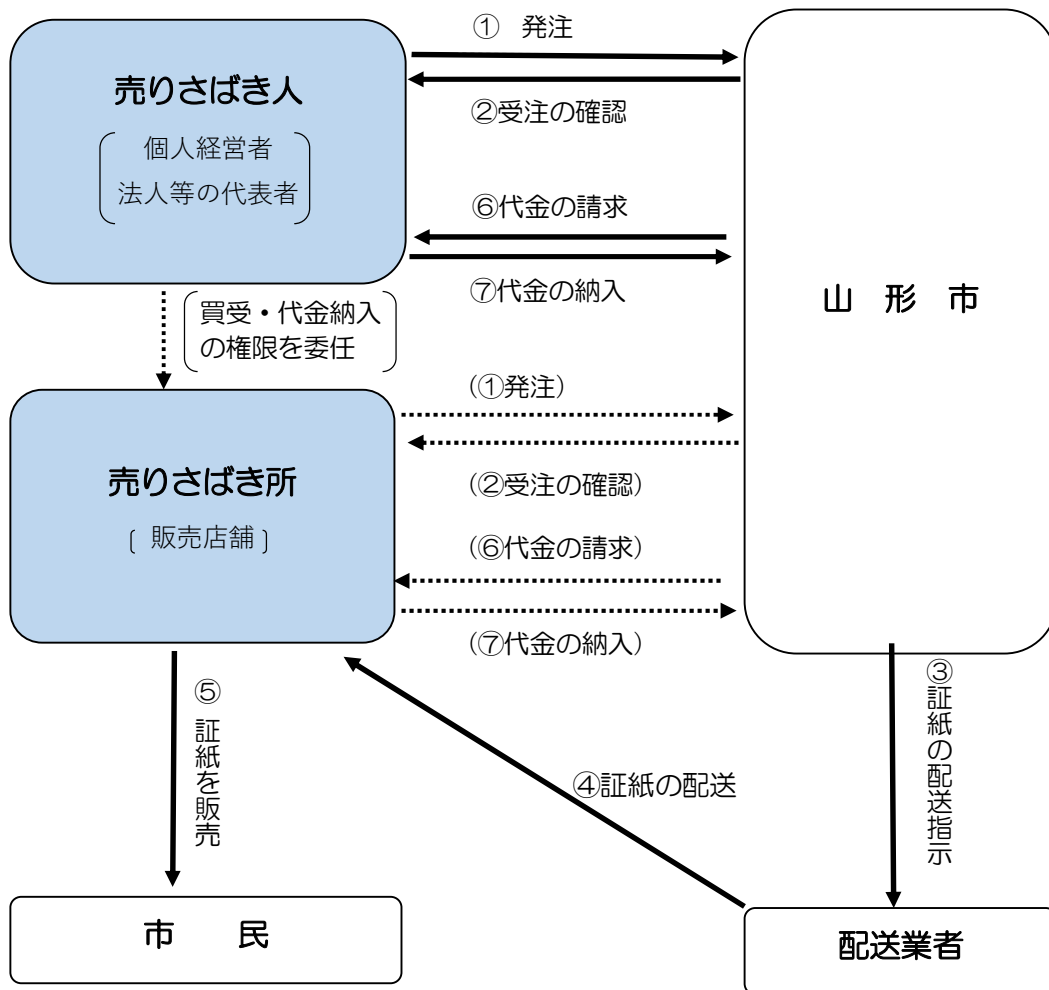 ① 発注
売りさばき人
②受注の確認
個人経営者
法人等の代表者
⑥代金の請求
⑦代金の納入
山 形 市
買受・代金納入
の権限を委任
(①発注)
売りさばき所
(②受注の確認)
〔 販売店舗 〕
(⑥代金の請求)
(⑦代金の納入)
⑤ 証紙を販売
③証紙の配送指示
④証紙の配送
市 民
配送業者